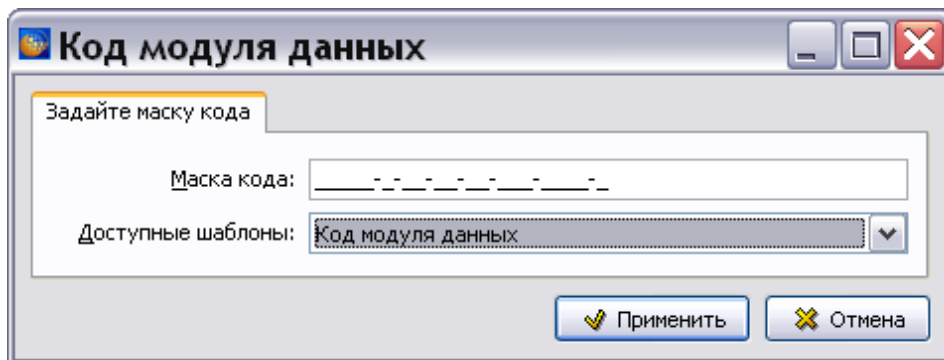 Код модуля данных
Задайте маску кода
Маска кода: _____-_-__-__-__-___-____-_
Доступные шаблоны: Код модуля данных
Применить Отмена